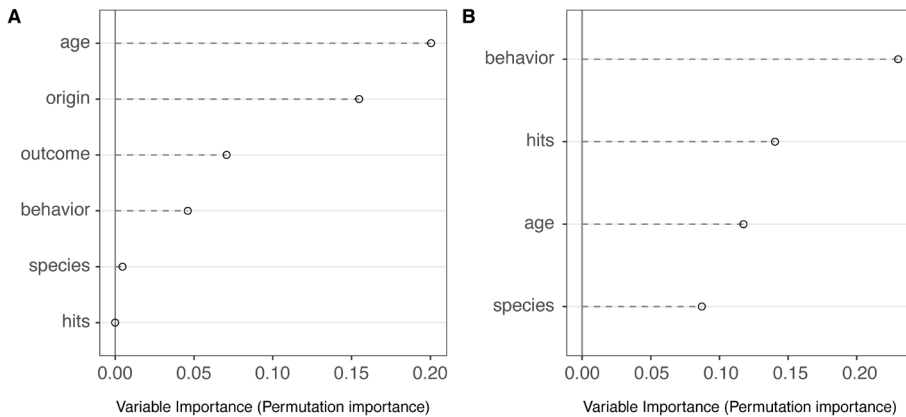 A
age
origin
outcome
behavior
species
hits
0.00 0.05 0.10 0.15 0.20
Variable Importance (Permutation importance)
B
behavior
hits
age
species
0.00 0.05 0.10 0.15 0.20
Variable Importance (Permutation importance)